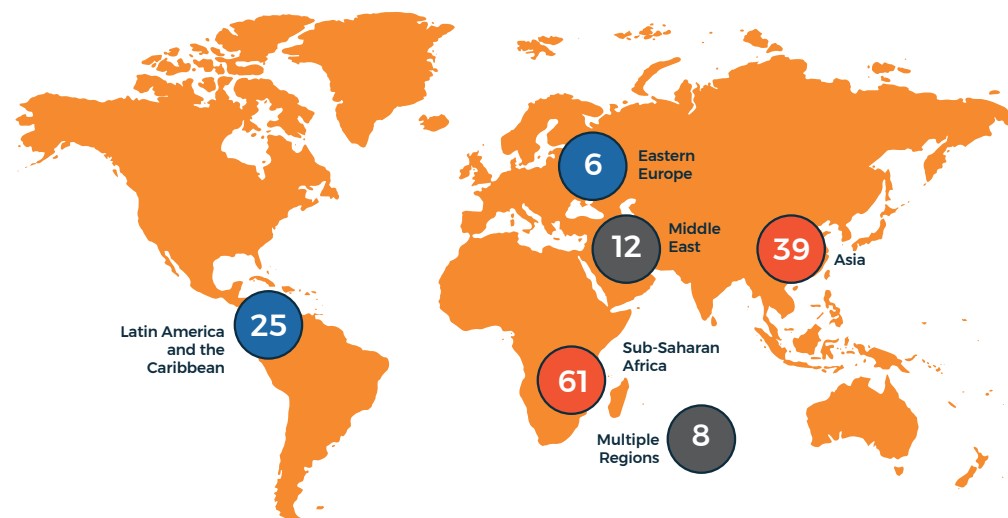 6
Eastern
Europe
12
Middle
East
39
Asia
25
Latin America
and the
Caribbean
61
Sub-Saharan
Africa
8
Multiple
Regions